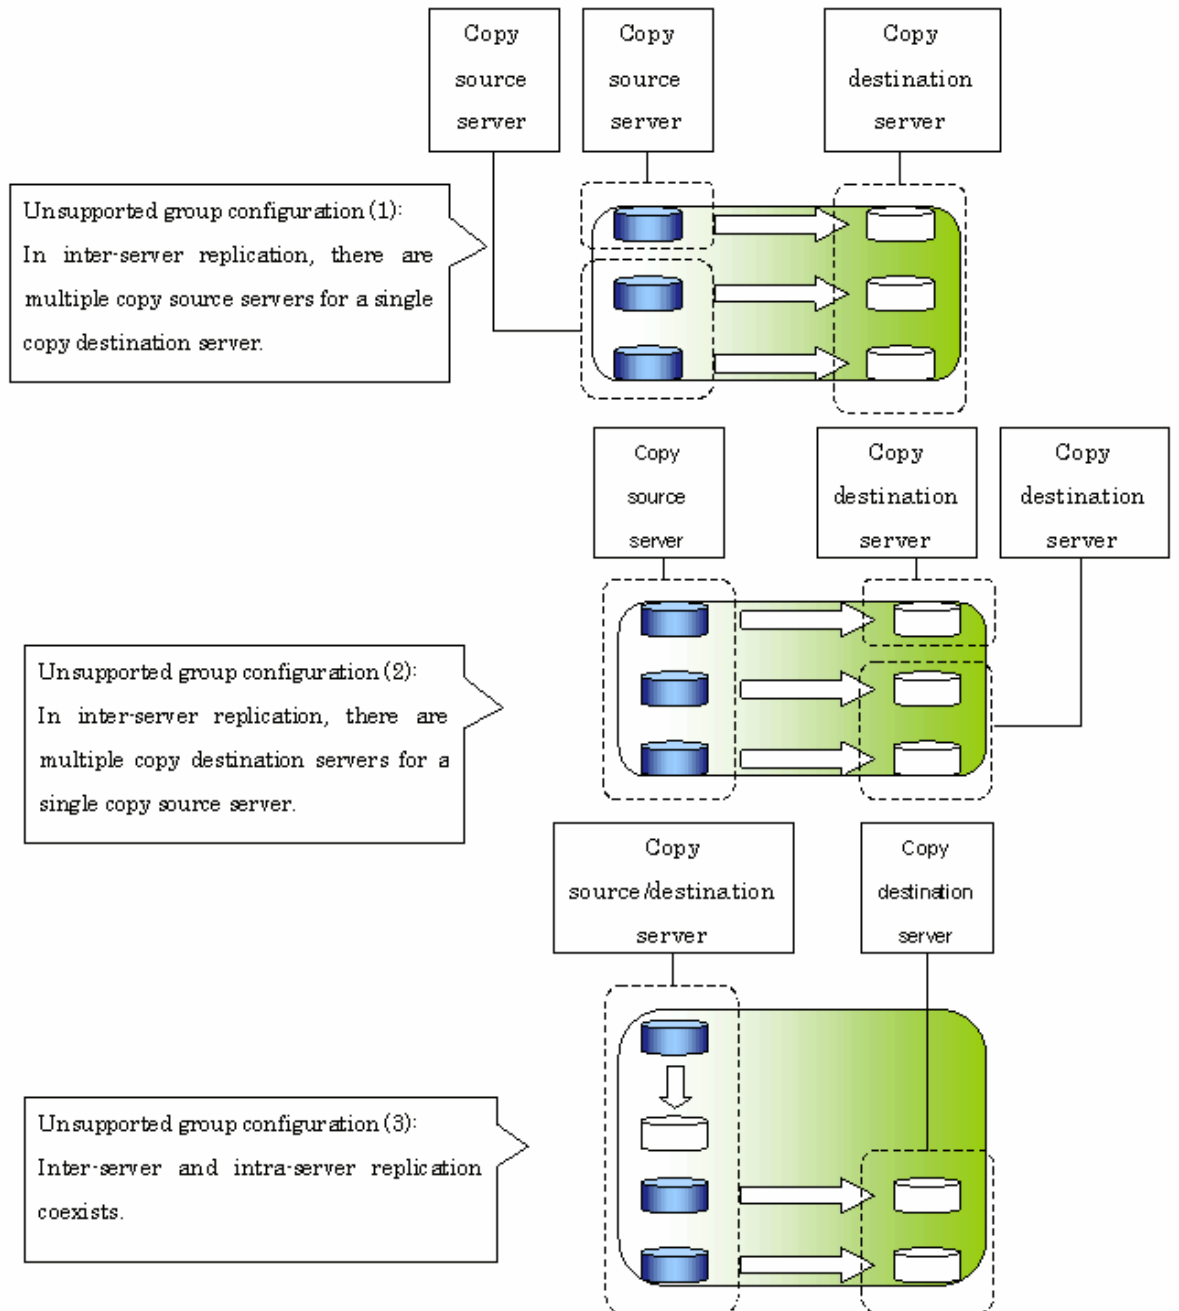 Copy
source
server
Copy
source
server
Copy
destination
server
Unsupported group configuration (1):
In inter-server replication, there are
multiple copy source servers for a single
copy destination server.
Copy
source
server
Copy
destination
server
Copy
destination
server
Unsupported group configuration (2):
In inter-server replication, there are
multiple copy destination servers for a
single copy source server.
Copy
source/destination
server
Copy
destination
server
Unsupported group configuration (3):
Inter-server and intra-server replication
coexists.